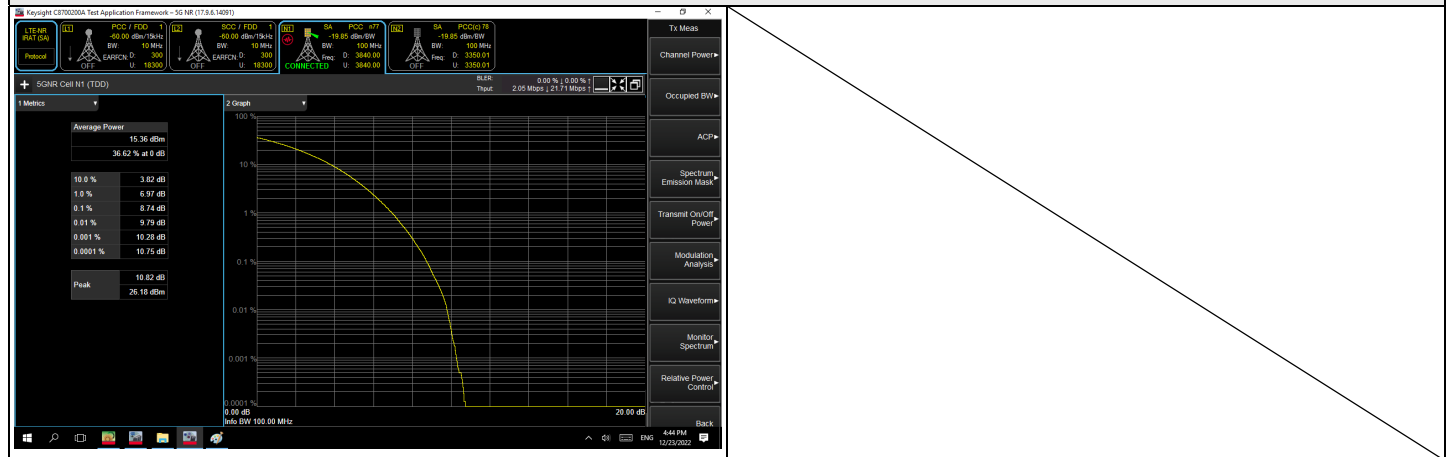 Keysight C8700200A Test Application Framework – 5G NR (17.9.6.14091)
LTE-NR
IRAT (SA)
Protocol
L1 PCC / FDD 1
-60.00 dBm/15kHz
BW: 10 MHz
EARFCN: D: 300
OFF U: 18300
L2 SCC / FDD 1
-60.00 dBm/15kHz
BW: 10 MHz
EARFCN: D: 300
OFF U: 18300
N1 SA PCC n77
-19.85 dBm/BW
BW: 100 MHz
Freq: D: 3840.00
CONNECTED U: 3840.00
N2 SA PCC(c) 78
-19.85 dBm/BW
BW: 100 MHz
Freq: D: 3350.01
OFF U: 3350.01
+ 5GNR Cell N1 (TDD)
BLER: 0.00 % ↓ 0.00 % ↑
Thput: 2.05 Mbps ↓ 21.71 Mbps ↑
1 Metrics
Average Power
15.36 dBm
36.62 % at 0 dB
10.0 % 3.82 dB
1.0 % 6.97 dB
0.1 % 8.74 dB
0.01 % 9.79 dB
0.001 % 10.28 dB
0.0001 % 10.75 dB
Peak
10.82 dB
26.18 dBm
2 Graph
100 %
10 %
1 %
0.1 %
0.01 %
0.001 %
0.0001 %
0.00 dB 20.00 dB
Info BW 100.00 MHz
Tx Meas
Channel Power
Occupied BW
ACP
Spectrum
Emission Mask
Transmit On/Off
Power
Modulation
Analysis
IQ Waveform
Monitor
Spectrum
Relative Power
Control
Back
ENG
4:44 PM
12/23/2022